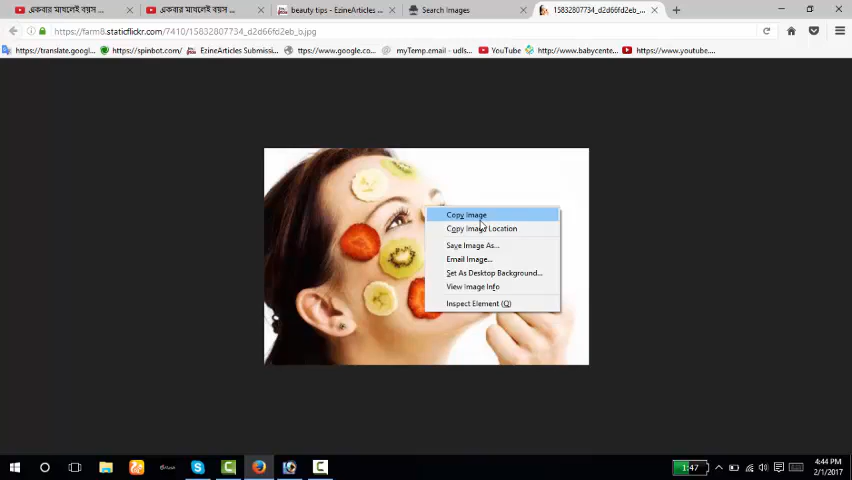 একবার মাখলেই বয়স ...
একবার মাখলেই বয়স ...
beauty tips - EzineArticles ...
Search Images
15832807734_d2d66fd2e_...
https://farm8.staticflickr.com/7410/15832807734_d2d66fd2eb_b.jpg
https://translate.googl...
https://spinbot.com/
EzineArticles Submissi...
https://www.google.co...
myTemp.email - udls...
YouTube
http://www.babycente...
https://www.youtube....
Copy Image
Copy Image Location
Save Image As...
Email Image...
Set As Desktop Background...
View Image Info
Inspect Element (Q)
1:47
4:44 PM
2/1/2017